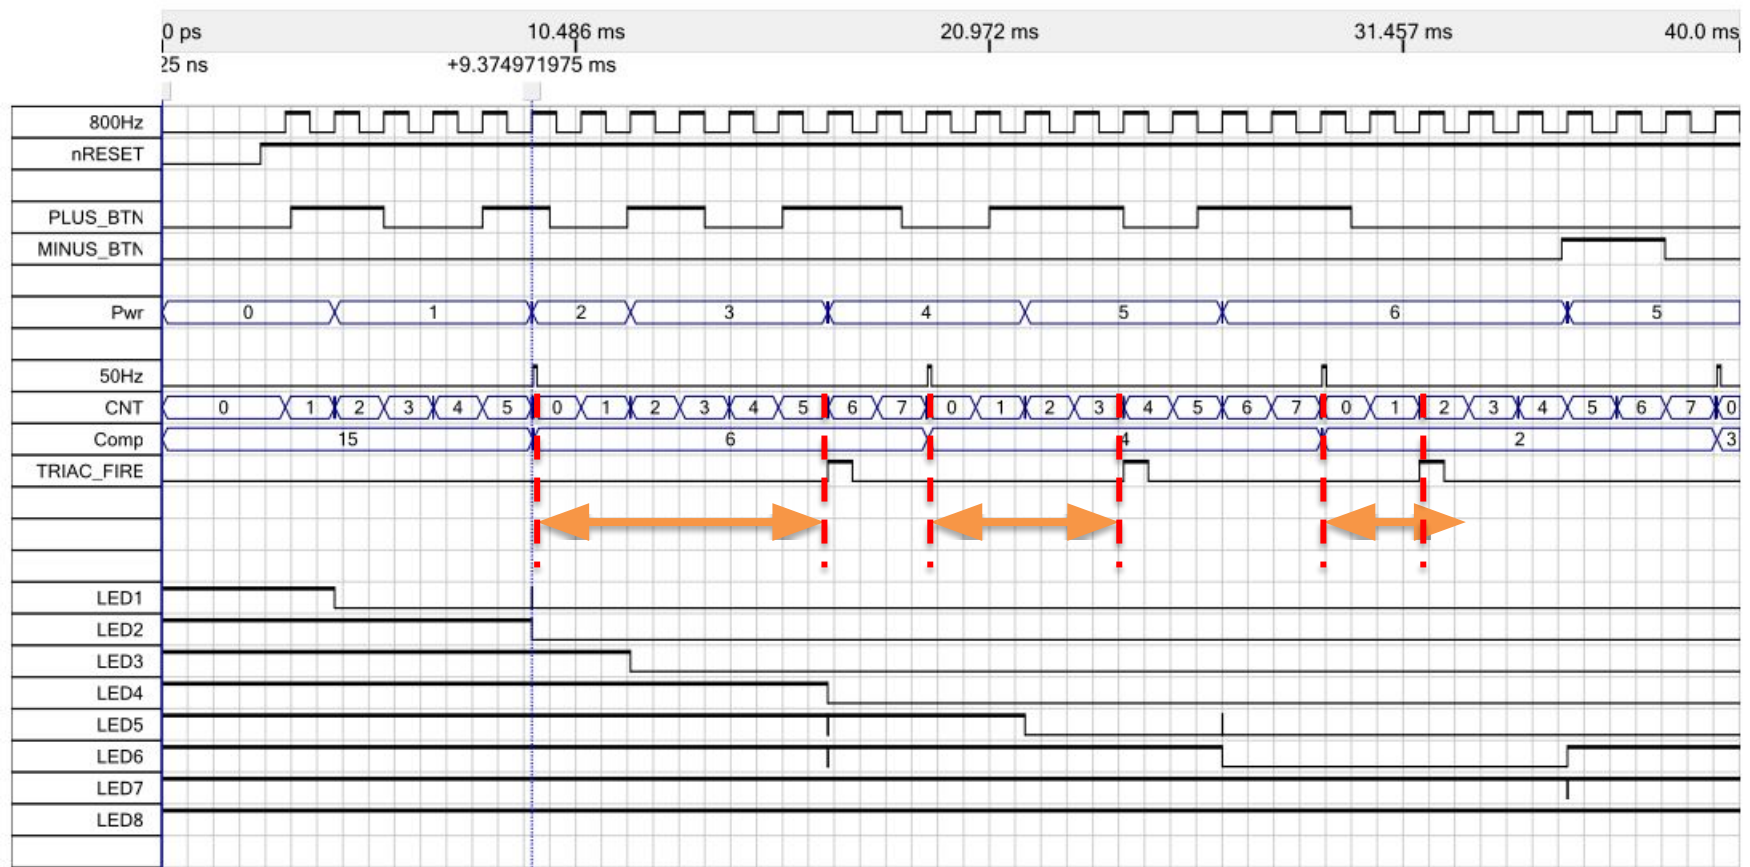 0 ps 10.486 ms 20.972 ms 31.457 ms 40.0 ms
25 ns +9.374971975 ms
800Hz
nRESET
PLUS_BTN
MINUS_BTN
Pwr 0 1 2 3 4 5 6 5
50Hz
CNT 0 1 2 3 4 5 0 1 2 3 4 5 6 7 0 1 2 3 4 5 6 7 0 1 2 3 4 5 6 7 0
Comp 15 6 4 2 3
TRIAC_FIRE
LED1
LED2
LED3
LED4
LED5
LED6
LED7
LED8